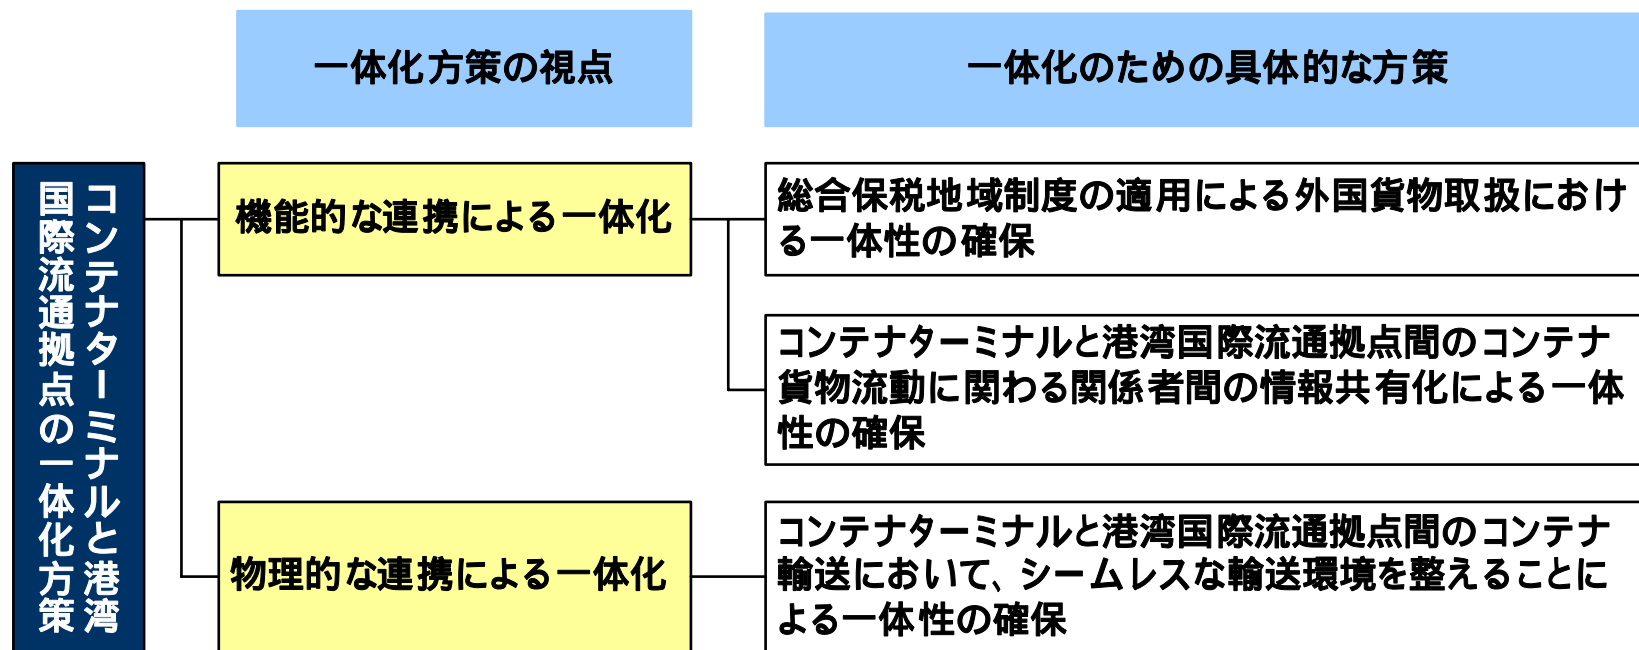 一体化方策の視点
一体化のための具体的な方策
コンテナターミナルと港湾
国際流通拠点の一体化方策
機能的な連携による一体化
総合保税地域制度の適用による外国貨物取扱におけ
る一体性の確保
コンテナターミナルと港湾国際流通拠点間のコンテナ
貨物流動に関わる関係者間の情報共有化による一体
性の確保
物理的な連携による一体化
コンテナターミナルと港湾国際流通拠点間のコンテナ
輸送において、シームレスな輸送環境を整えることに
よる一体性の確保